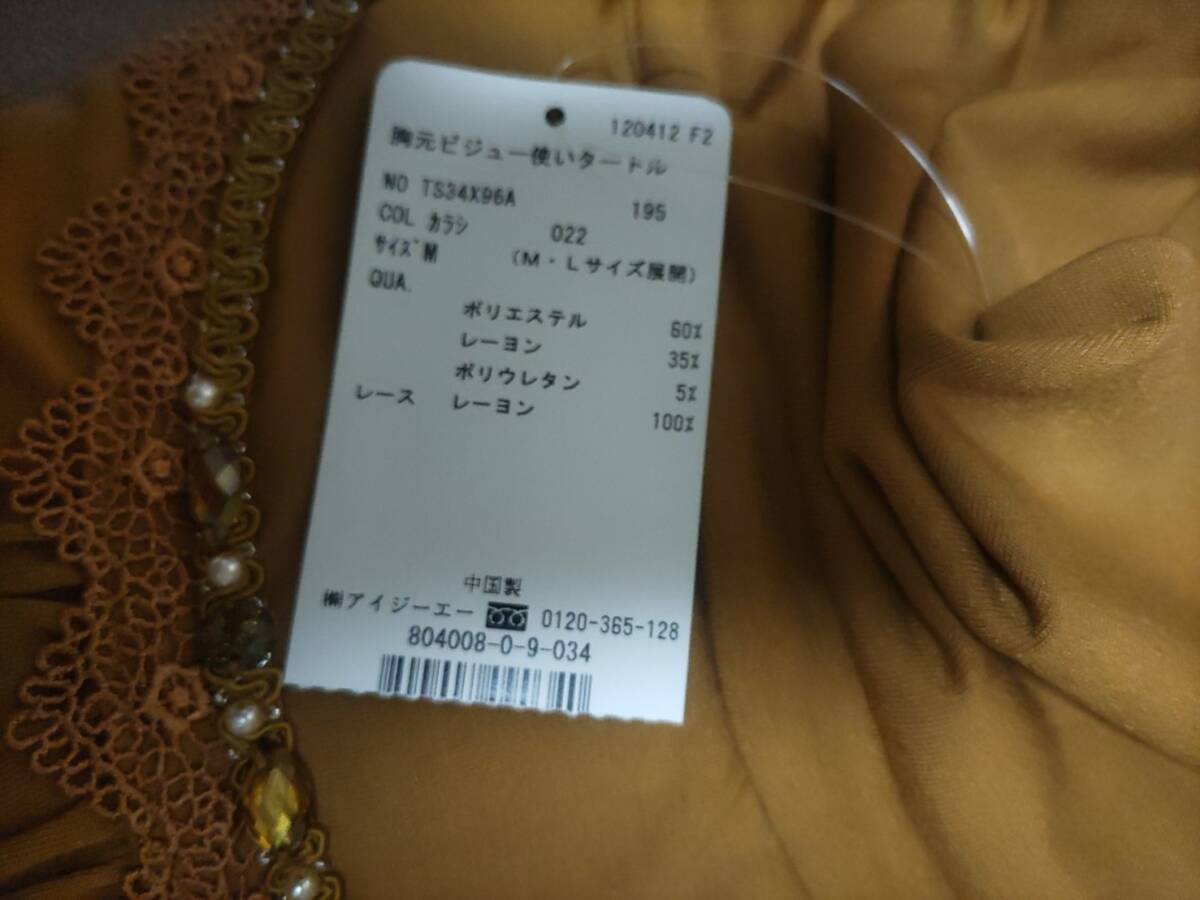 120412 F2
胸元ビジュー使いタートル
NO TS34X96A 195
COL カラシ 022
サイズ M (M・Lサイズ展開)
QUA.
ポリエステル 60%
レーヨン 35%
ポリウレタン 5%
レース レーヨン 100%
中国製
㈱アイジーエー 0120-365-128
804008-0-9-034